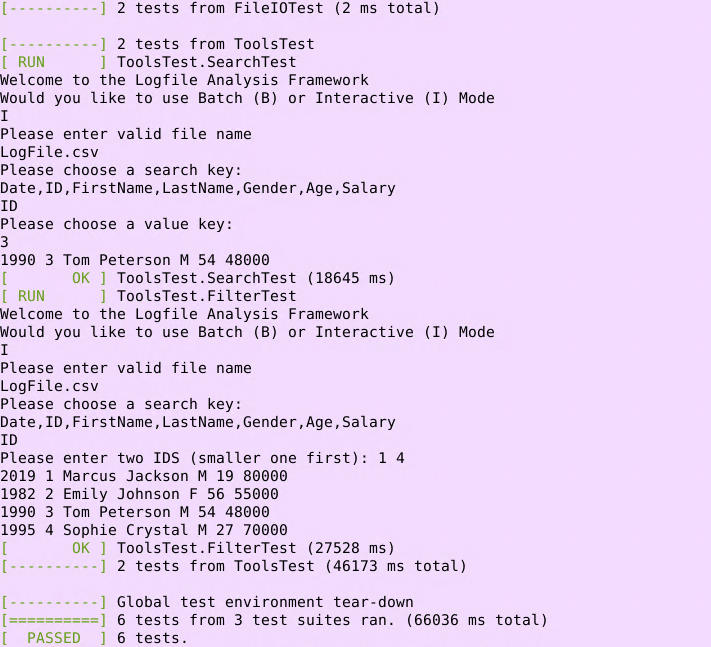 [----------] 2 tests from FileIOTest (2 ms total)

[----------] 2 tests from ToolsTest
[ RUN      ] ToolsTest.SearchTest
Welcome to the Logfile Analysis Framework
Would you like to use Batch (B) or Interactive (I) Mode
I
Please enter valid file name
LogFile.csv
Please choose a search key:
Date,ID,FirstName,LastName,Gender,Age,Salary
ID
Please choose a value key:
3
1990 3 Tom Peterson M 54 48000
[       OK ] ToolsTest.SearchTest (18645 ms)
[ RUN      ] ToolsTest.FilterTest
Welcome to the Logfile Analysis Framework
Would you like to use Batch (B) or Interactive (I) Mode
I
Please enter valid file name
LogFile.csv
Please choose a search key:
Date,ID,FirstName,LastName,Gender,Age,Salary
ID
Please enter two IDS (smaller one first): 1 4
2019 1 Marcus Jackson M 19 80000
1982 2 Emily Johnson F 56 55000
1990 3 Tom Peterson M 54 48000
1995 4 Sophie Crystal M 27 70000
[       OK ] ToolsTest.FilterTest (27528 ms)
[----------] 2 tests from ToolsTest (46173 ms total)

[----------] Global test environment tear-down
[==========] 6 tests from 3 test suites ran. (66036 ms total)
[  PASSED  ] 6 tests.